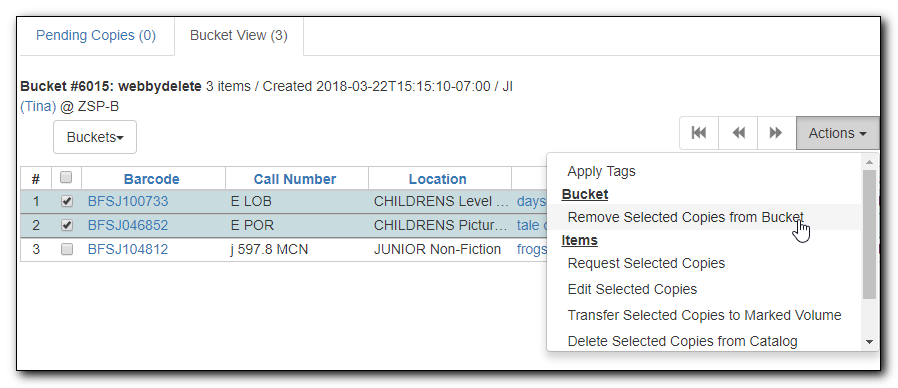 Pending Copies (0) Bucket View (3)
Bucket #6015: webbydelete 3 items / Created 2018-03-22T15:15:10-07:00 / JI
(Tina) @ ZSP-B
Buckets
Actions
# Barcode Call Number Location
1 BFSJ100733 E LOB CHILDRENS Level ... days
2 BFSJ046852 E POR CHILDRENS Pictur... tale
3 BFSJ104812 j 597.8 MCN JUNIOR Non-Fiction frogs
Apply Tags
Bucket
Remove Selected Copies from Bucket
Items
Request Selected Copies
Edit Selected Copies
Transfer Selected Copies to Marked Volume
Delete Selected Copies from Catalog